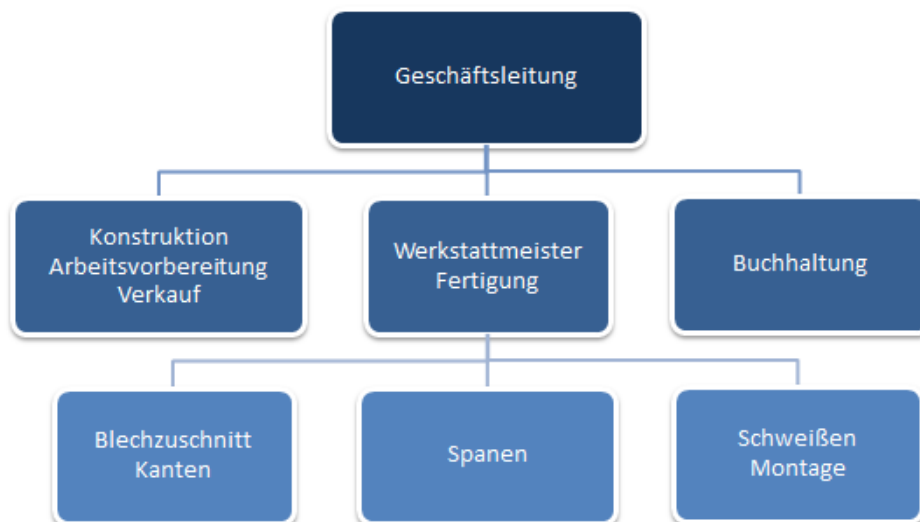 Geschäftsleitung
Konstruktion
Arbeitsvorbereitung
Verkauf
Werkstattmeister
Fertigung
Buchhaltung
Blechzuschnitt
Kanten
Spanen
Schweißen
Montage